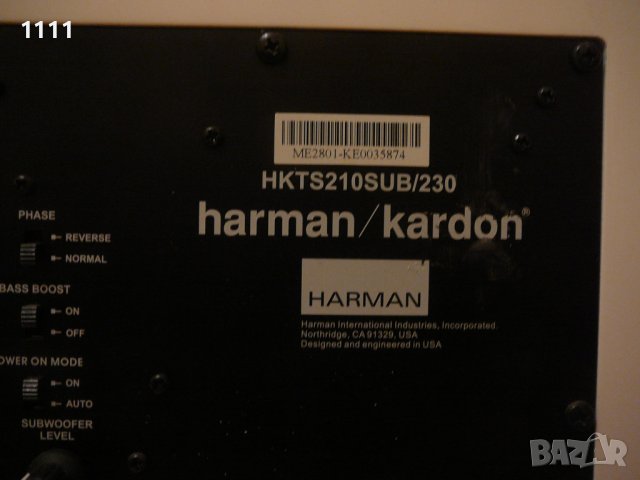 1111
ME2801-KE0035874
HKTS210SUB/230
harman/kardon®
HARMAN
Harman International Industries, Incorporated.
Northridge, CA 91329, USA
Designed and engineered in USA
PHASE
REVERSE
NORMAL
BASS BOOST
ON
OFF
OWER ON MODE
ON
AUTO
SUBWOOFER
LEVEL
BAZAR